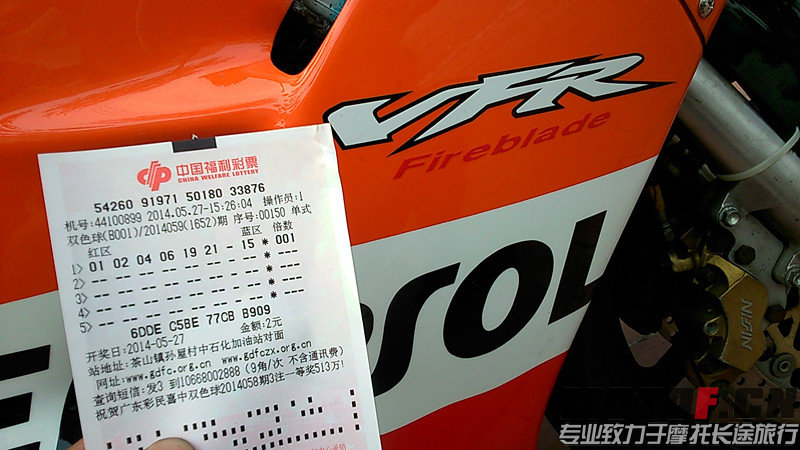 VFR
Fireblade
SOL
NISSIN
中国福利彩票
CHINA WELFARE LOTTERY
54260 91971 50180 33876
机号:44100899 2014.05.27-15:26:04 操作员:1
双色球(B001)/2014059(1652)期 序号:00150 单式
红区 蓝区 倍数
1> 01 02 04 06 19 21 - 15 * 001
2> -- -- -- -- -- -- - -- * ---
3> -- -- -- -- -- -- - -- * ---
4> -- -- -- -- -- -- - -- * ---
5> -- -- -- -- -- -- - -- * ---
6DDE C5BE 77CB B909
开奖日:2014-05-27 金额:2元
站地址:茶山镇孙屋村中石化加油站对面
网址:www.gdfc.org.cn www.gdfczx.org.cn
查询短信:发3 到10668002888 (9角/次 不含通讯费)
祝贺广东彩民喜中双色球2014058期3注一等奖513万!
专业致力于摩托长途旅行